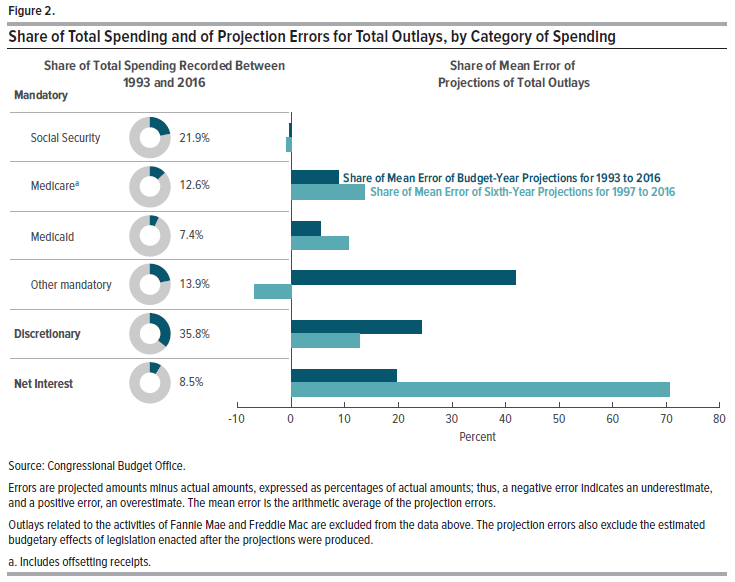 Figure 2.
Share of Total Spending and of Projection Errors for Total Outlays, by Category of Spending
Share of Total Spending Recorded Between
1993 and 2016
Share of Mean Error of
Projections of Total Outlays
Mandatory
Social Security
21.9%
Medicareᵃ
12.6%
Share of Mean Error of Budget-Year Projections for 1993 to 2016
Share of Mean Error of Sixth-Year Projections for 1997 to 2016
Medicaid
7.4%
Other mandatory
13.9%
Discretionary
35.8%
Net Interest
8.5%
-10 0 10 20 30 40 50 60 70 80
Percent
Source: Congressional Budget Office.
Errors are projected amounts minus actual amounts, expressed as percentages of actual amounts; thus, a negative error indicates an underestimate,
and a positive error, an overestimate. The mean error is the arithmetic average of the projection errors.
Outlays related to the activities of Fannie Mae and Freddie Mac are excluded from the data above. The projection errors also exclude the estimated
budgetary effects of legislation enacted after the projections were produced.
a. Includes offsetting receipts.